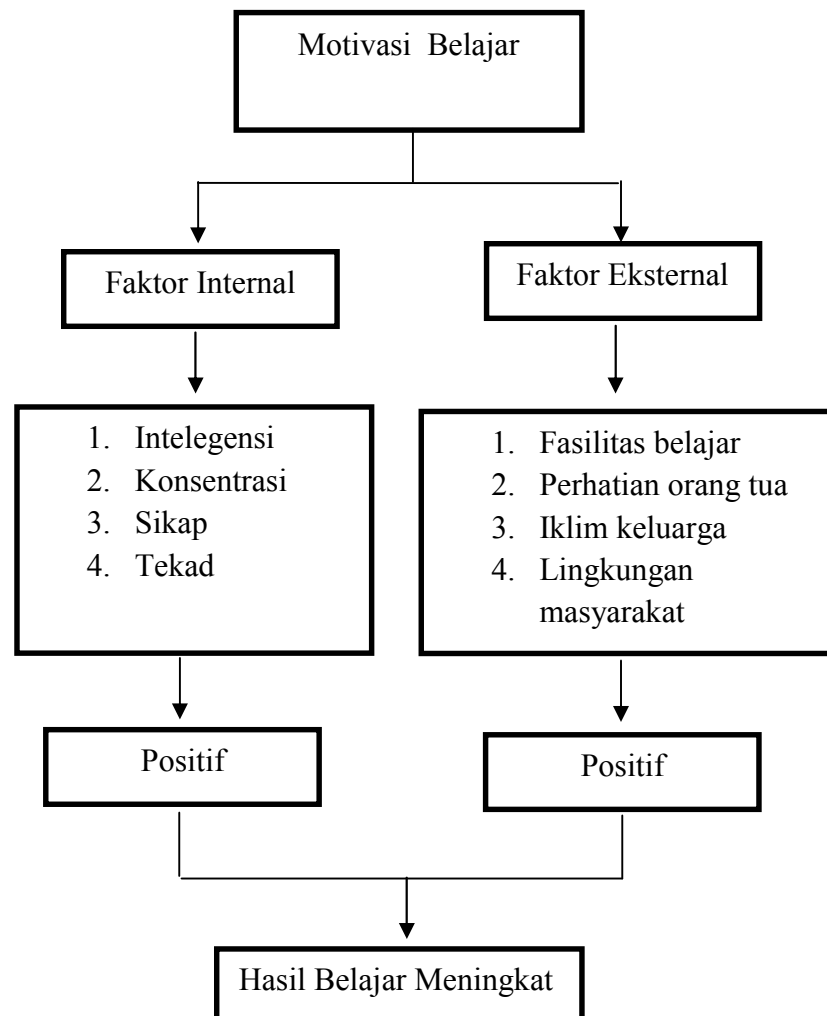 Motivasi Belajar
Faktor Internal
Faktor Eksternal
1. Intelegensi
2. Konsentrasi
3. Sikap
4. Tekad
1. Fasilitas belajar
2. Perhatian orang tua
3. Iklim keluarga
4. Lingkungan
masyarakat
Positif
Positif
Hasil Belajar Meningkat